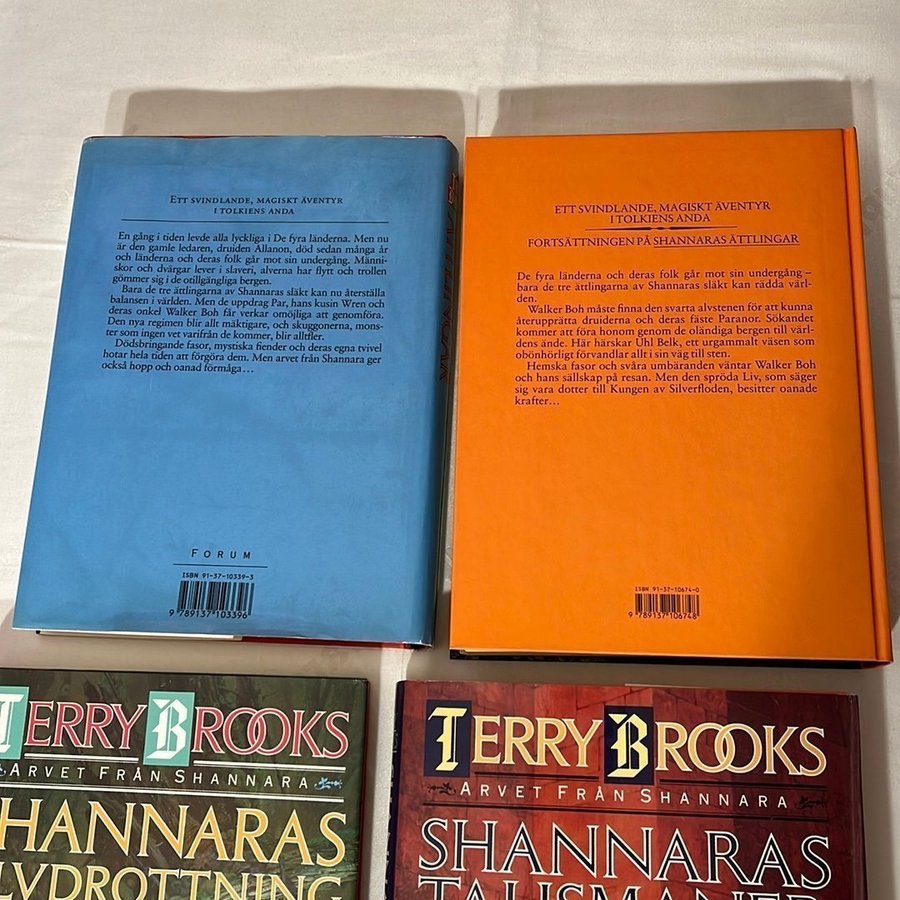 ETT SVINDLANDE, MAGISKT ÄVENTYR
I TOLKIENS ANDA
En gång i tiden levde alla lyckliga i De fyra länderna. Men nu
är den gamle ledaren, druiden Allanon, död sedan många år
och länderna och deras folk går mot sin undergång. Männi-
skor och dvärgar lever i slaveri, alverna har flytt och trollen
gömmer sig i de otillgängliga bergen.
Bara de tre ättlingarna av Shannaras släkt kan nu återställa
balansen i världen. Men de uppdrag Par, hans kusin Wren och
deras onkel Walker Boh får verkar omöjliga att genomföra.
Den nya regimen blir allt mäktigare, och skuggonerna, mons-
ter som ingen vet varifrån de kommer, blir alltfler.
Dödsbringande fasor, mystiska fiender och deras egna tvivel
hotar hela tiden att förgöra dem. Men arvet från Shannara ger
också hopp och oanad förmåga...
FORUM
ISBN 91-37-10339-3
9 789137 103396
ETT SVINDLANDE, MAGISKT ÄVENTYR
I TOLKIENS ANDA
FORTSÄTTNINGEN PÅ SHANNARAS ÄTTLINGAR
De fyra länderna och deras folk går mot sin undergång –
bara de tre ättlingarna av Shannaras släkt kan rädda värl-
den.
Walker Boh måste finna den svarta alvstenen för att kunna
återupprätta druiderna och deras fäste Paranor. Sökandet
kommer att föra honom genom de oländiga bergen till värl-
dens ände. Här härskar Uhl Belk, ett urgammalt väsen som
obönhörligt förvandlar allt i sin väg till sten.
Hemska fasor och svåra umbäranden väntar Walker Boh
och hans sällskap på resan. Men den spröda Liv, som säger
sig vara dotter till Kungen av Silverfloden, besitter oanade
krafter...
ISBN 91-37-10674-0
9 789137 106748
TERRY BROOKS
ARVET FRÅN SHANNARA
HANNARAS
LVDROTTNING
TERRY BROOKS
ARVET FRÅN SHANNARA
SHANNARAS
TALISMANER